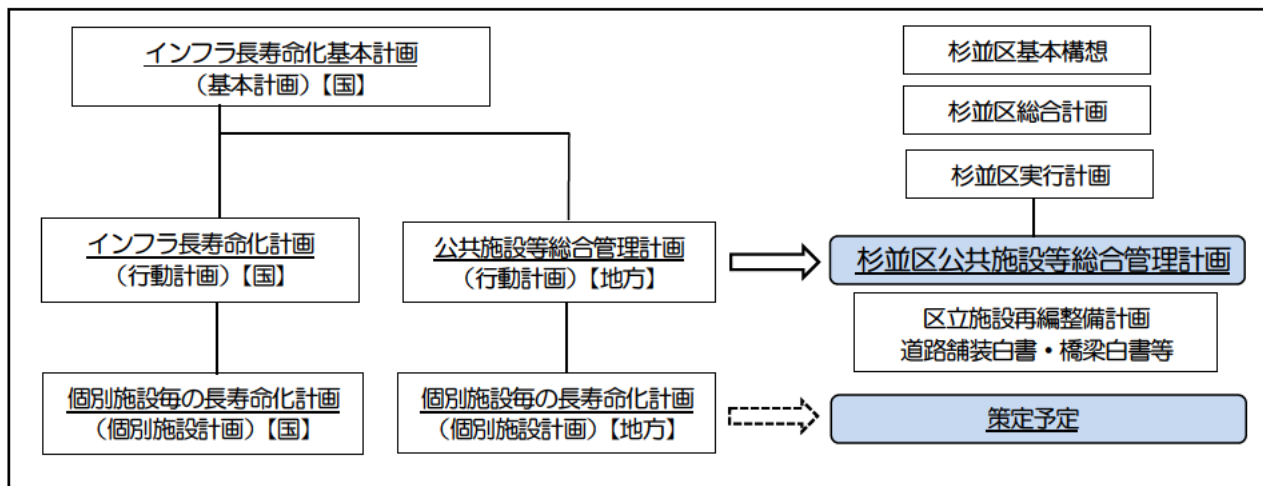 インフラ長寿命化基本計画
（基本計画）【国】
杉並区基本構想
杉並区総合計画
杉並区実行計画
インフラ長寿命化計画
（行動計画）【国】
公共施設等総合管理計画
（行動計画）【地方】
杉並区公共施設等総合管理計画
区立施設再編整備計画
道路舗装白書・橋梁白書等
個別施設毎の長寿命化計画
（個別施設計画）【国】
個別施設毎の長寿命化計画
（個別施設計画）【地方】
策定予定